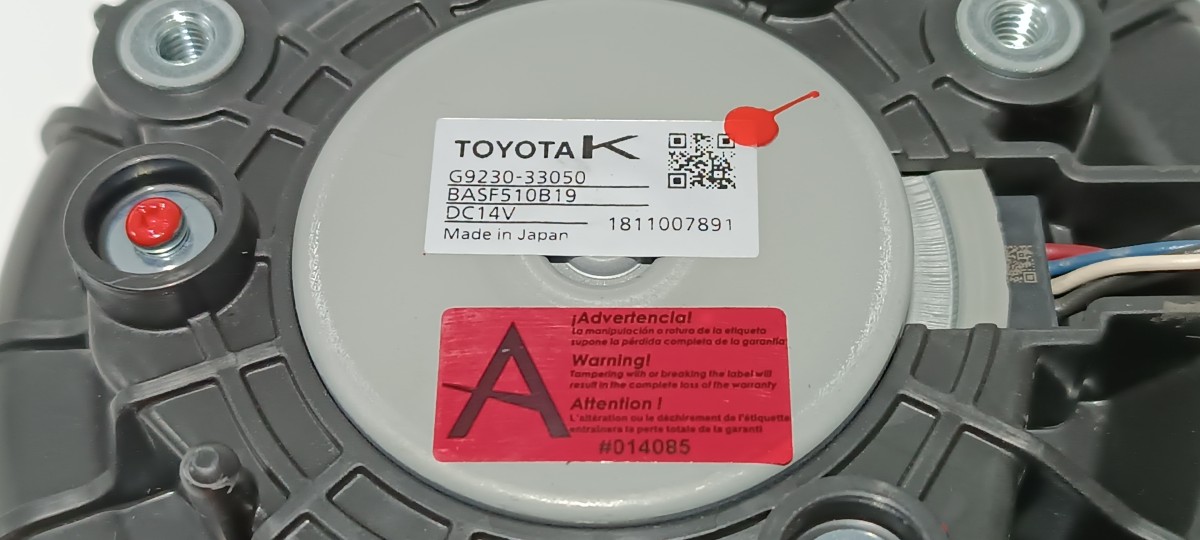 TOYOTA K
G9230-33050
BASF510B19
DC14V
Made in Japan
1811007891
A
¡Advertencia!
La manipulación o rotura de la etiqueta
supone la pérdida completa de la garantía
Warning!
Tampering with or breaking the label will
result in the complete loss of the warranty
Attention !
L'altération ou le déchirement de l'étiquette
entraînera la perte totale de la garanti
#014085